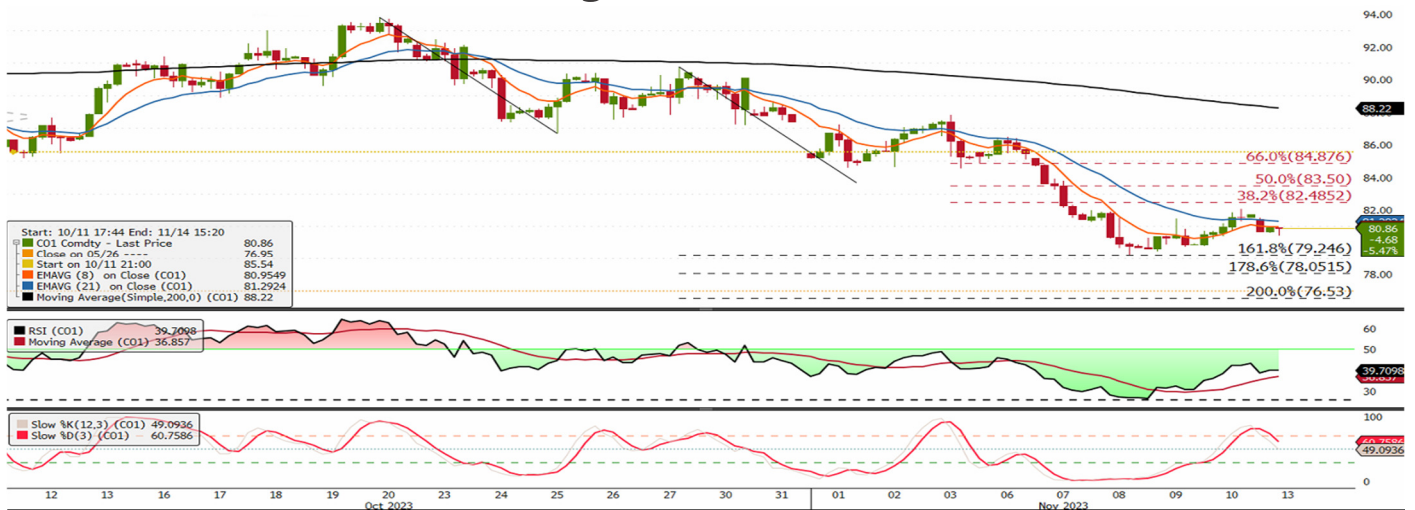 94.00
92.00
90.00
88.22
86.00
66.0%(84.876)
84.00
50.0%(83.50)
38.2%(82.4852)
82.00
80.86
-4.68
-5.47%
161.8%(79.246)
178.6%(78.0515)
78.00
200.0%(76.53)
Start: 10/11 17:44 End: 11/14 15:20
CO1 Comdty - Last Price 80.86
Close on 05/26 ---- 76.95
Start on 10/11 21:00 85.54
EMAVG (8) on Close (CO1) 80.9549
EMAVG (21) on Close (CO1) 81.2924
Moving Average(Simple,200,0) (CO1) 88.22
RSI (CO1) 39.7098
Moving Average (CO1) 36.857
60
50
39.7098
30
Slow %K(12,3) (CO1) 49.0936
Slow %D(3) (CO1) 60.7586
100
60.7586
49.0936
0
12 13 16 17 18 19 20 23 24 25 26 27 30 31 01 02 03 06 07 08 09 10 13
Oct 2023 Nov 2023